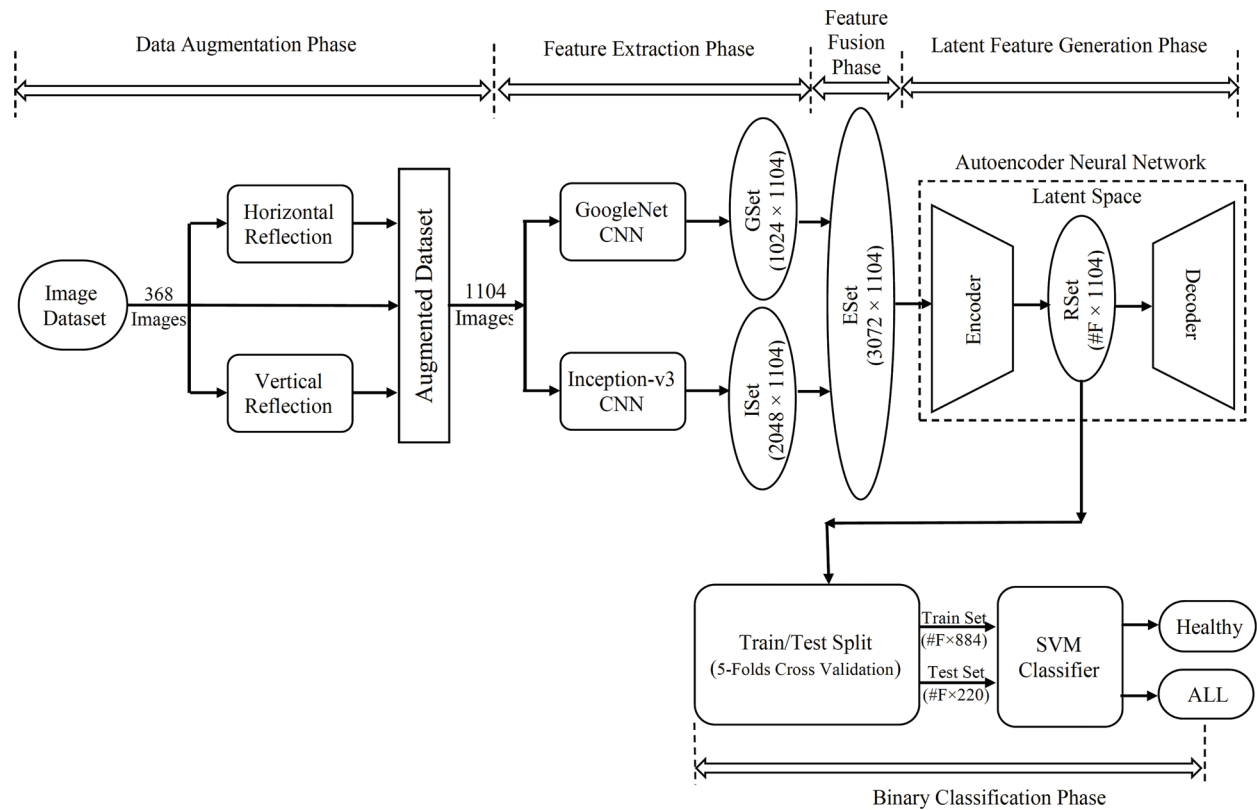 Data Augmentation Phase
Feature Extraction Phase
Feature
Fusion
Phase
Latent Feature Generation Phase
Image
Dataset
368
Images
Horizontal
Reflection
Vertical
Reflection
Augmented Dataset
1104
Images
GoogleNet
CNN
Inception-v3
CNN
GSet
(1024 × 1104)
ISet
(2048 × 1104)
ESet
(3072 × 1104)
Autoencoder Neural Network
Latent Space
Encoder
RSet
(#F × 1104)
Decoder
Train/Test Split
(5-Folds Cross Validation)
Train Set
(#F×884)
Test Set
(#F×220)
SVM
Classifier
Healthy
ALL
Binary Classification Phase